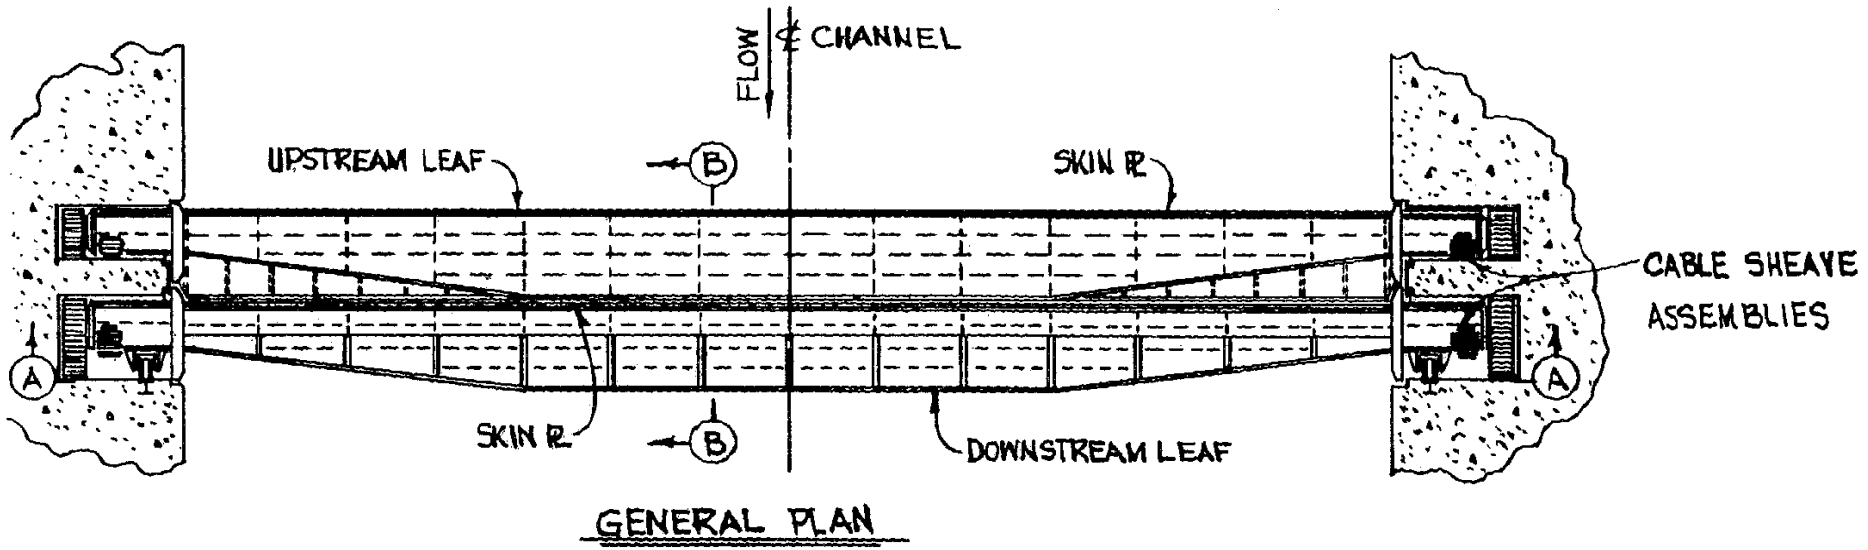 FLOW
℄ CHANNEL
UPSTREAM LEAF
B
SKIN PL
CABLE SHEAVE
ASSEMBLIES
A
A
SKIN PL
B
DOWNSTREAM LEAF
GENERAL PLAN